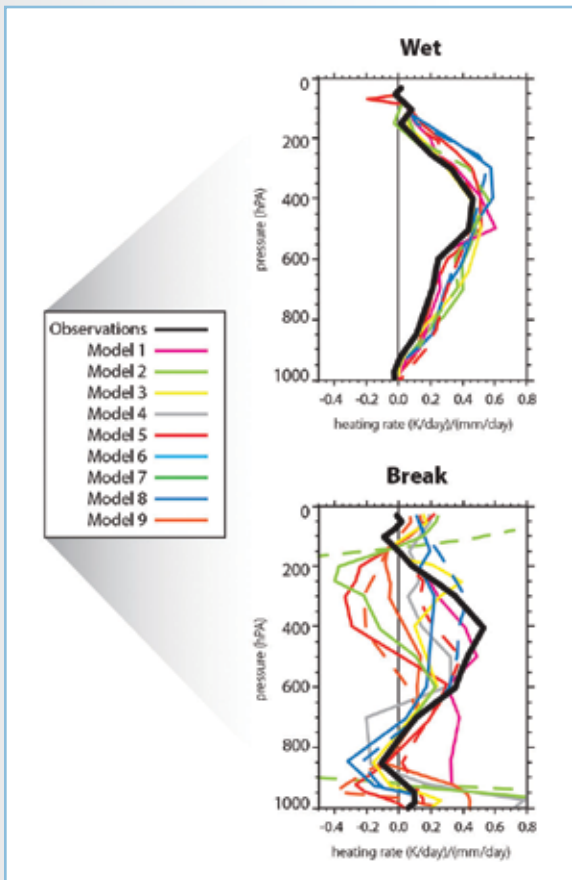 Wet
0
200
400
600
800
1000
pressure (hPA)
-0.4 -0.2 0.0 0.2 0.4 0.6 0.8
heating rate (K/day)/(mm/day)
Observations
Model 1
Model 2
Model 3
Model 4
Model 5
Model 6
Model 7
Model 8
Model 9
Break
0
200
400
600
800
1000
pressure (hPA)
-0.4 -0.2 0.0 0.2 0.4 0.6 0.8
heating rate (K/day)/(mm/day)